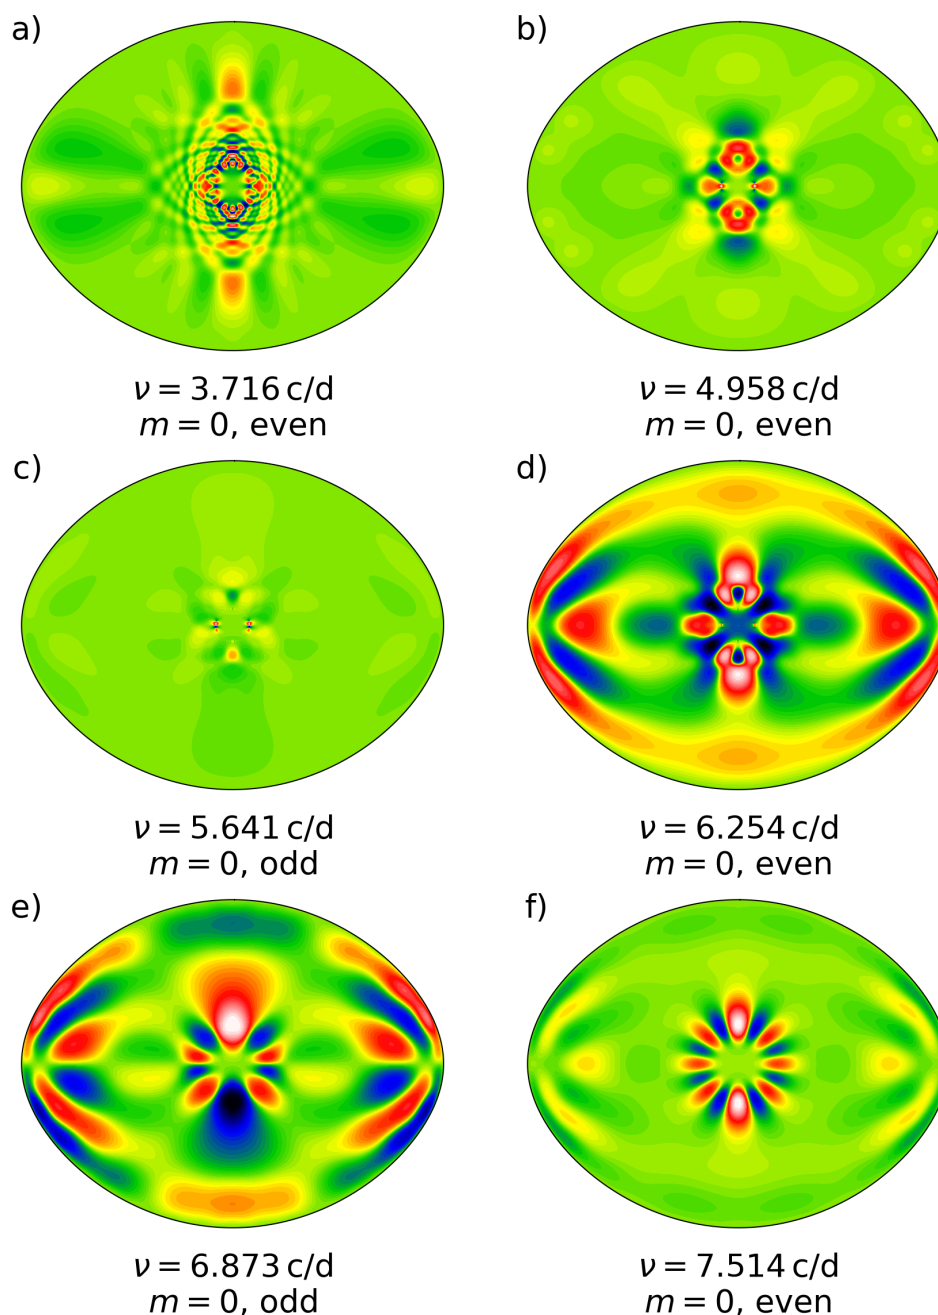 a)
b)
ν = 3.716 c/d
m = 0, even
ν = 4.958 c/d
m = 0, even
c)
d)
ν = 5.641 c/d
m = 0, odd
ν = 6.254 c/d
m = 0, even
e)
f)
ν = 6.873 c/d
m = 0, odd
ν = 7.514 c/d
m = 0, even